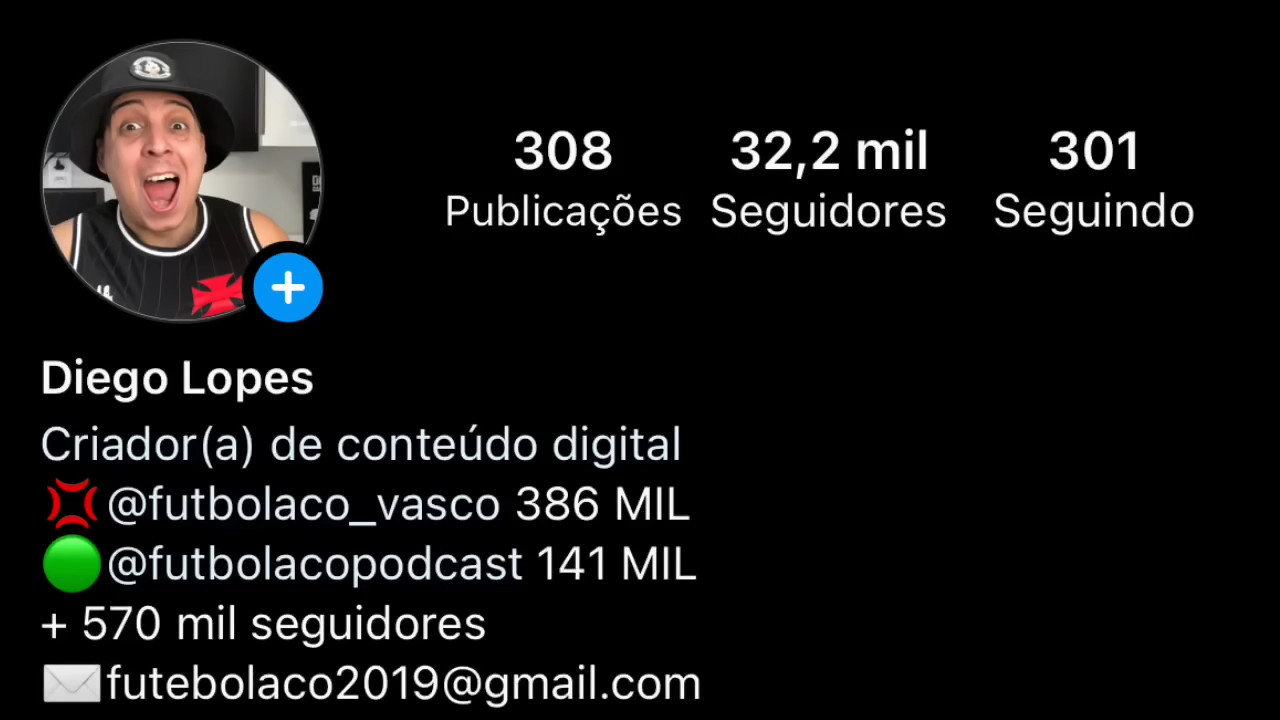 308 32,2 mil 301
Publicações Seguidores Seguindo
Diego Lopes
Criador(a) de conteúdo digital
💢@futbolaco_vasco 386 MIL
🟢@futbolacopodcast 141 MIL
+ 570 mil seguidores
✉️futebolaco2019@gmail.com